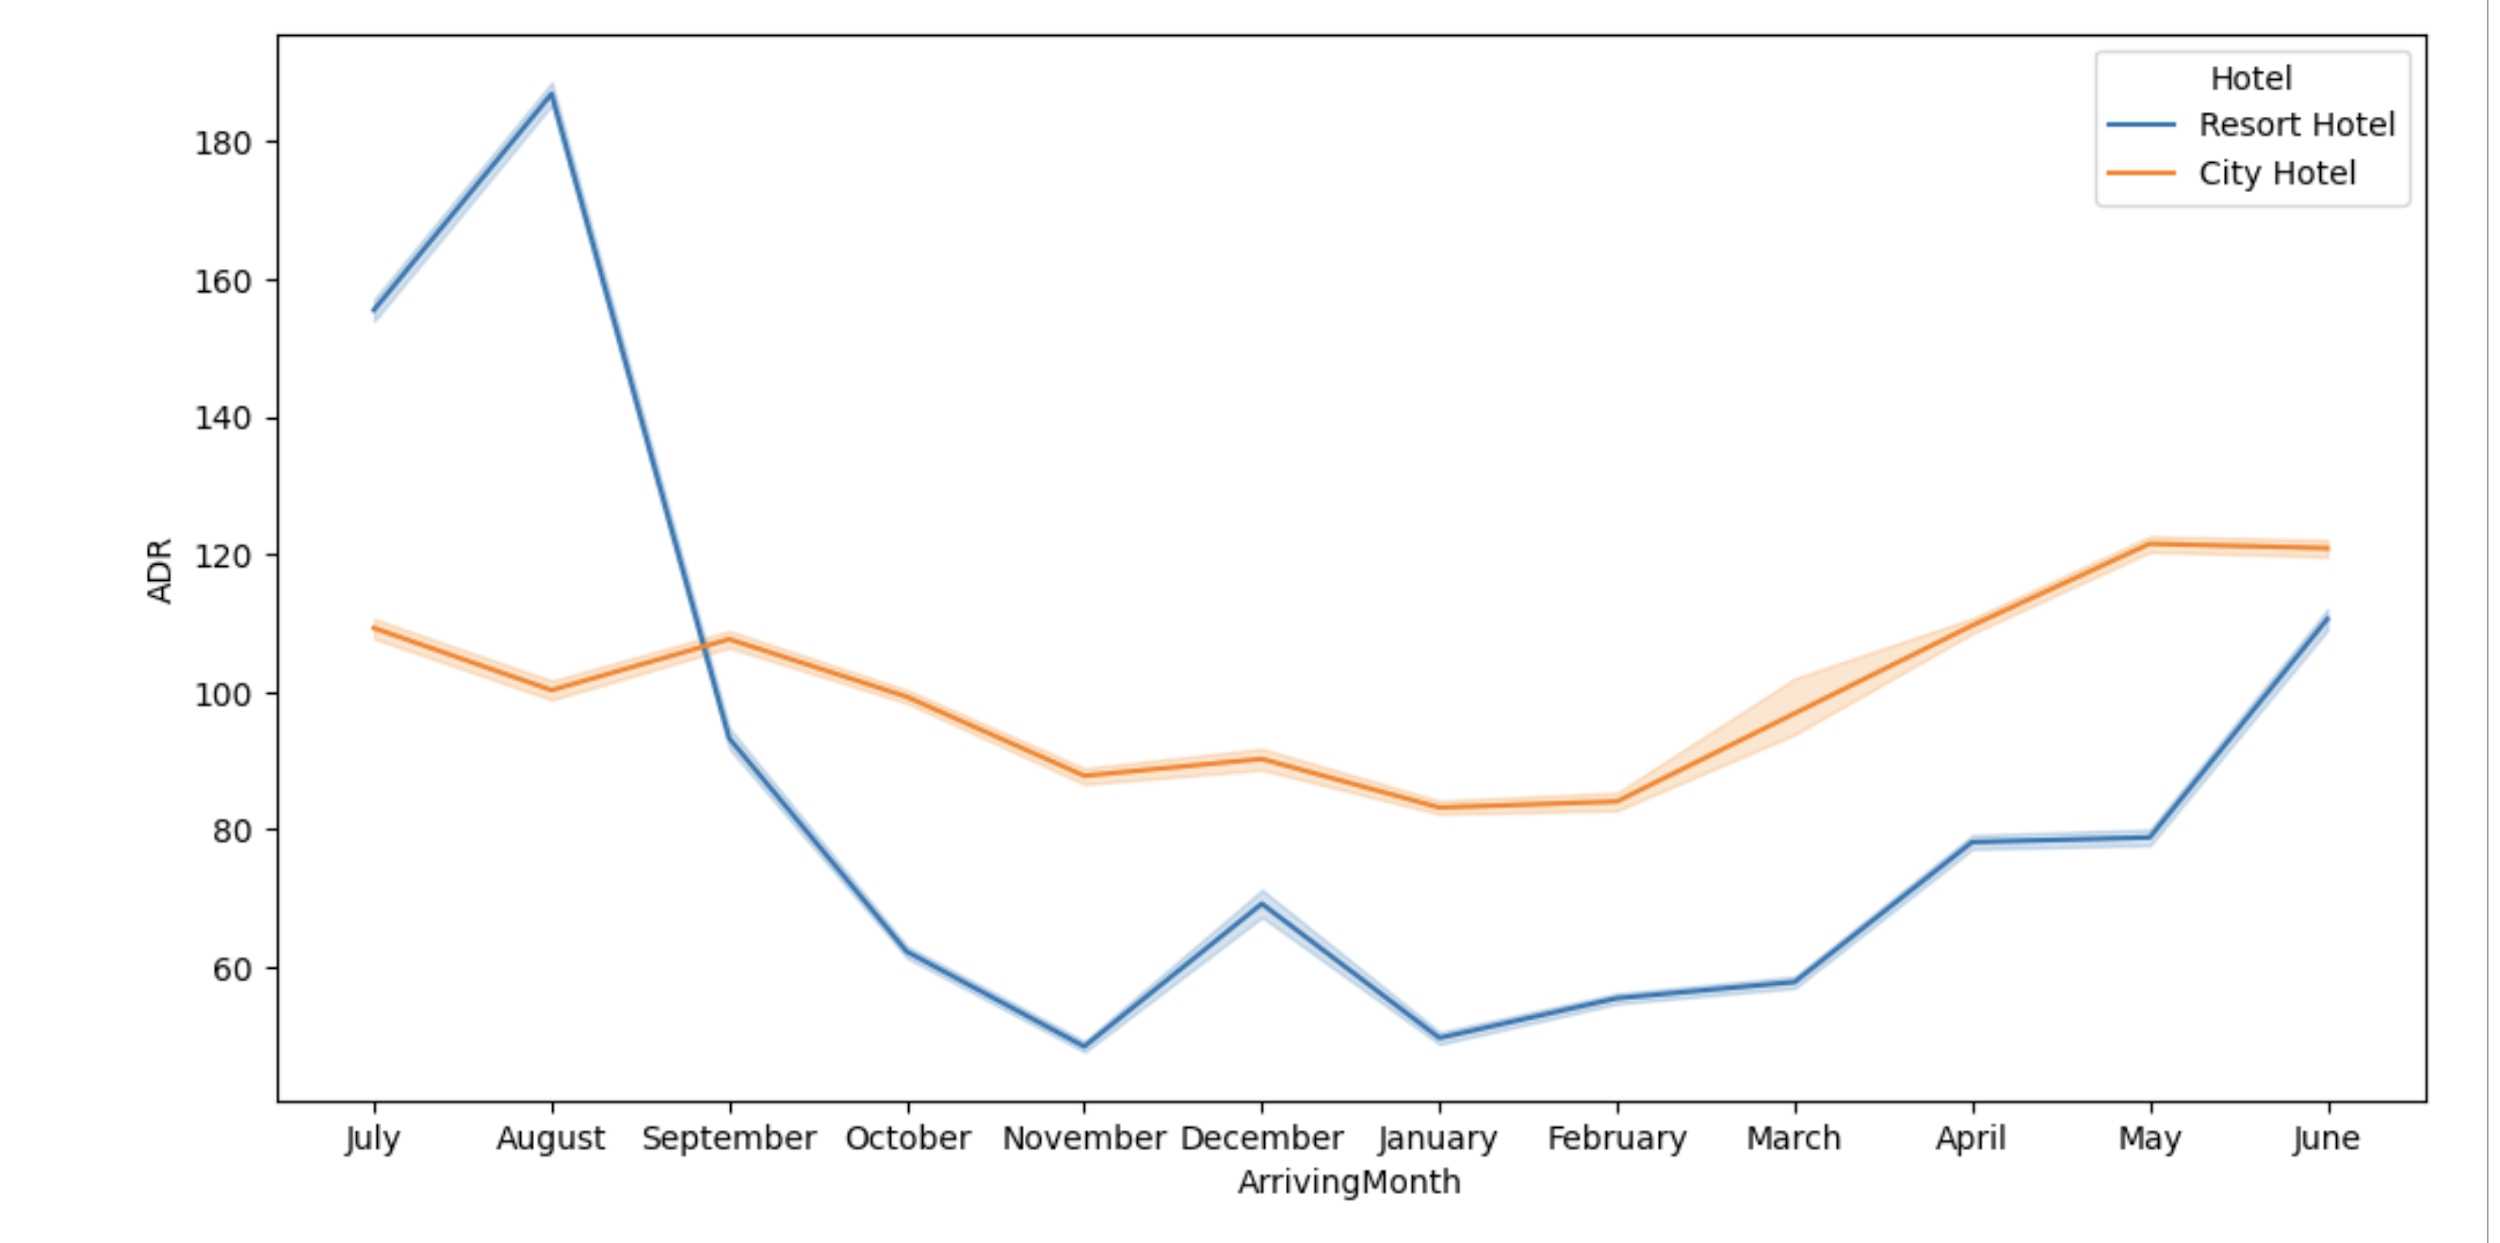 Hotel
Resort Hotel
City Hotel
180
160
140
120
100
80
60
ADR
July August September October November December January February March April May June
ArrivingMonth